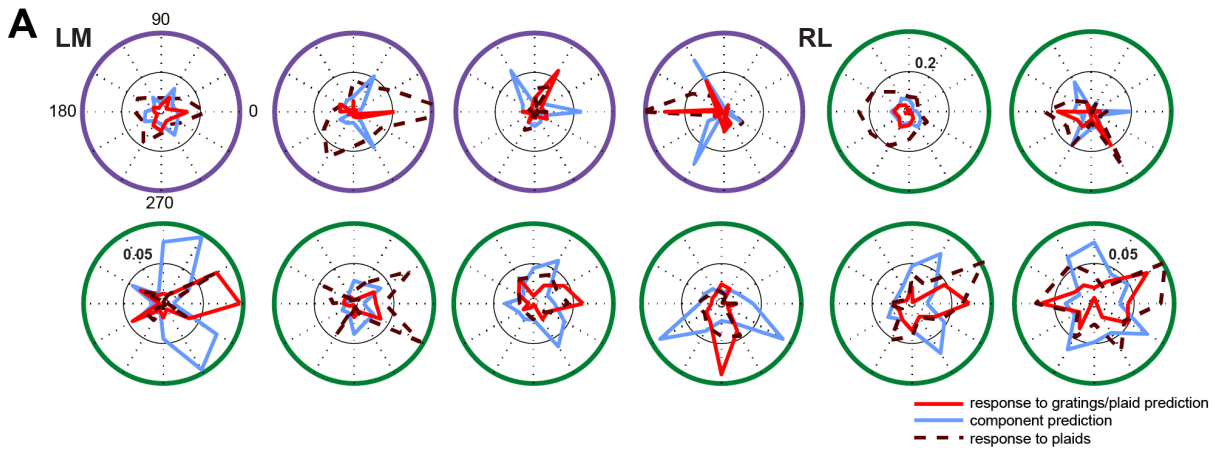 A
LM
90
180
0
270
RL
0.2
0.05
0.05
response to gratings/plaid prediction
component prediction
response to plaids